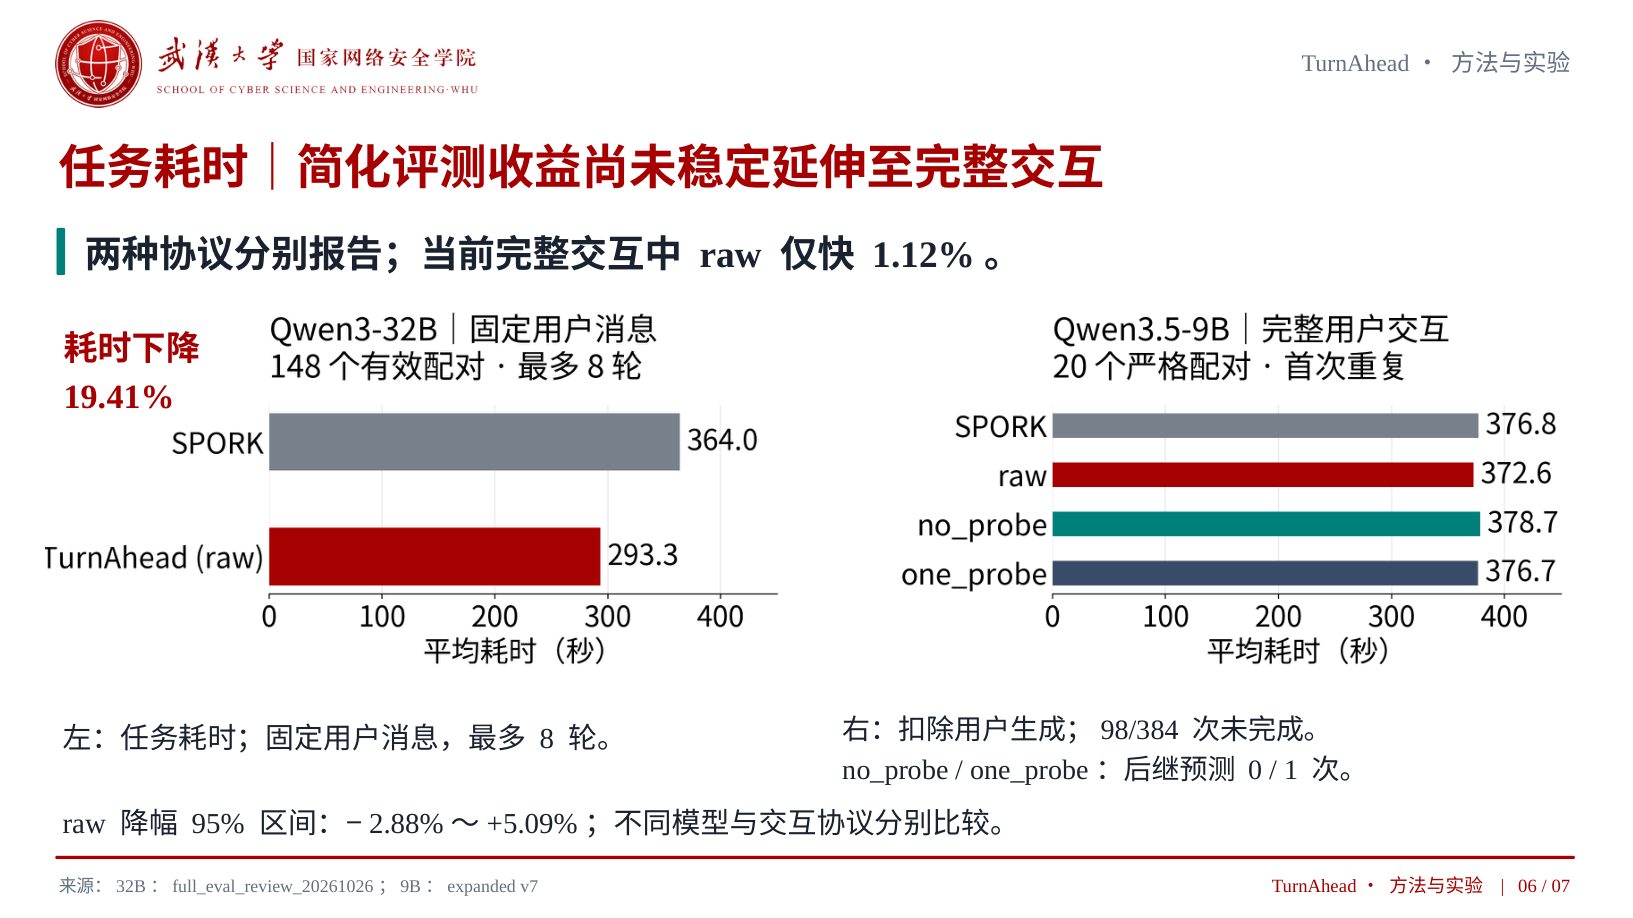 武漢大学 国家网络安全学院
SCHOOL OF CYBER SCIENCE AND ENGINEERING·WHU
TurnAhead • 方法与实验
任务耗时｜简化评测收益尚未稳定延伸至完整交互
两种协议分别报告；当前完整交互中 raw 仅快 1.12% 。
耗时下降
19.41%
Qwen3-32B｜固定用户消息
148 个有效配对 · 最多 8 轮
SPORK
364.0
TurnAhead (raw)
293.3
0 100 200 300 400
平均耗时（秒）
Qwen3.5-9B｜完整用户交互
20 个严格配对 · 首次重复
SPORK
376.8
raw
372.6
no_probe
378.7
one_probe
376.7
0 100 200 300 400
平均耗时（秒）
左：任务耗时；固定用户消息，最多 8 轮。
右：扣除用户生成； 98/384 次未完成。
no_probe / one_probe ： 后继预测 0 / 1 次。
raw 降幅 95% 区间：− 2.88% ～ +5.09% ；不同模型与交互协议分别比较。
来源： 32B ： full_eval_review_20261026 ； 9B ： expanded v7
TurnAhead • 方法与实验 | 06 / 07